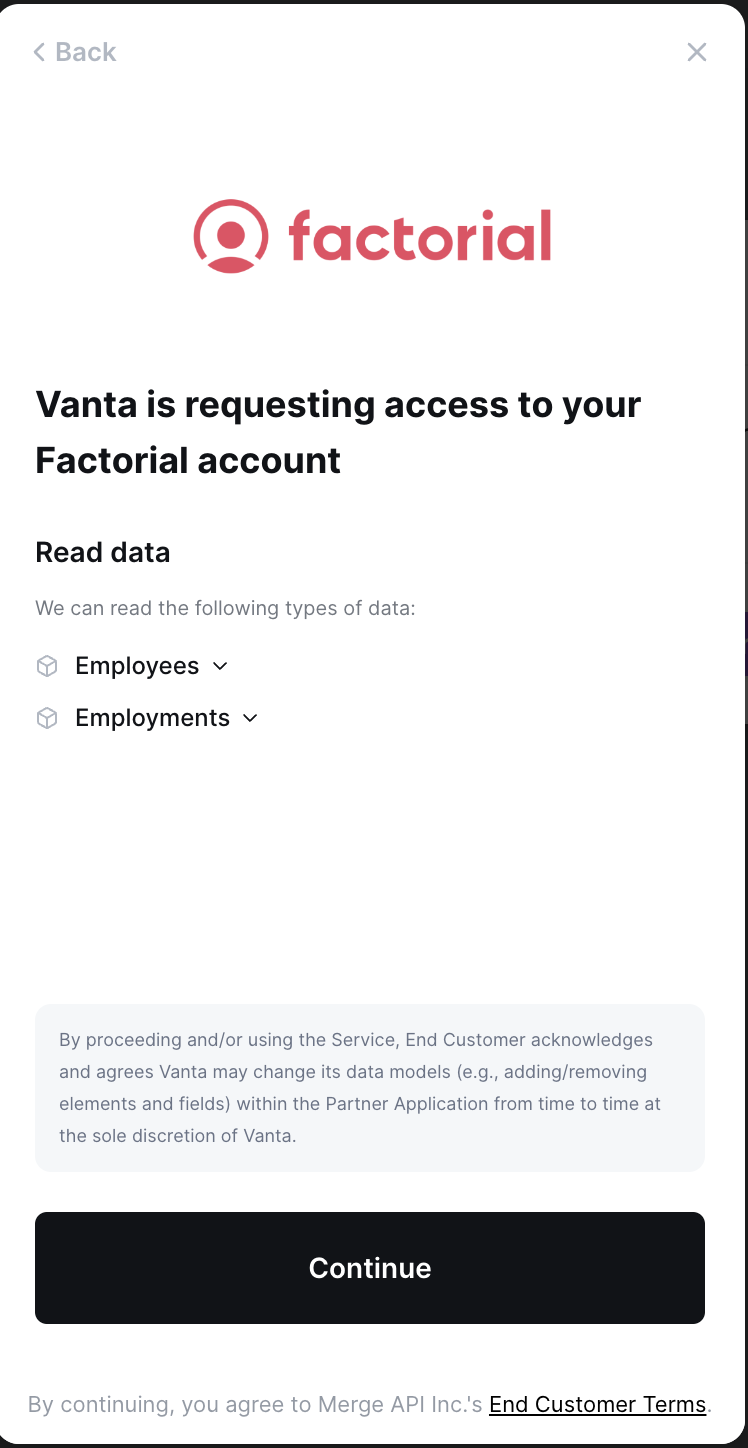 Back
factorial
Vanta is requesting access to your
Factorial account
Read data
We can read the following types of data:
Employees
Employments
By proceeding and/or using the Service, End Customer acknowledges
and agrees Vanta may change its data models (e.g., adding/removing
elements and fields) within the Partner Application from time to time at
the sole discretion of Vanta.
Continue
By continuing, you agree to Merge API Inc.'s End Customer Terms.